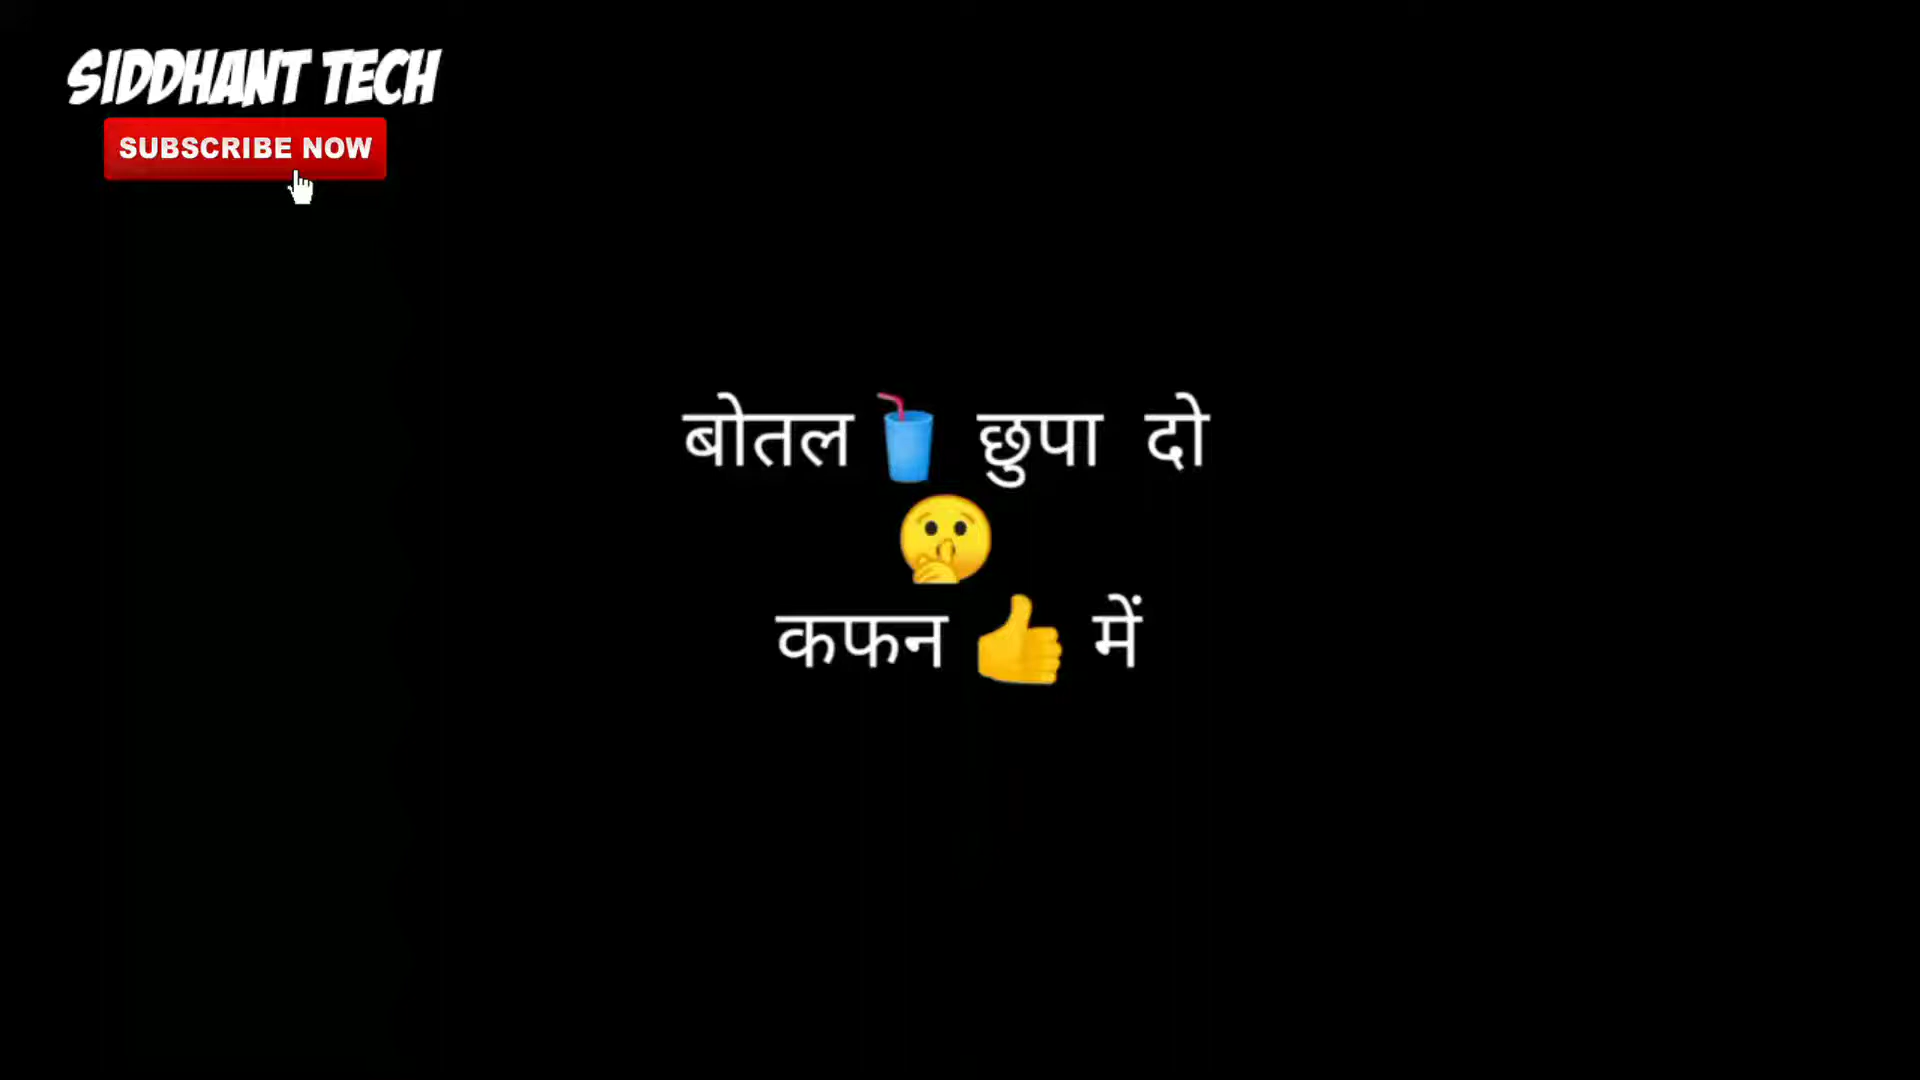 SIDDHANT TECH
SUBSCRIBE NOW
बोतल🥤 छुपा दो
🤫
कफन 👍 में